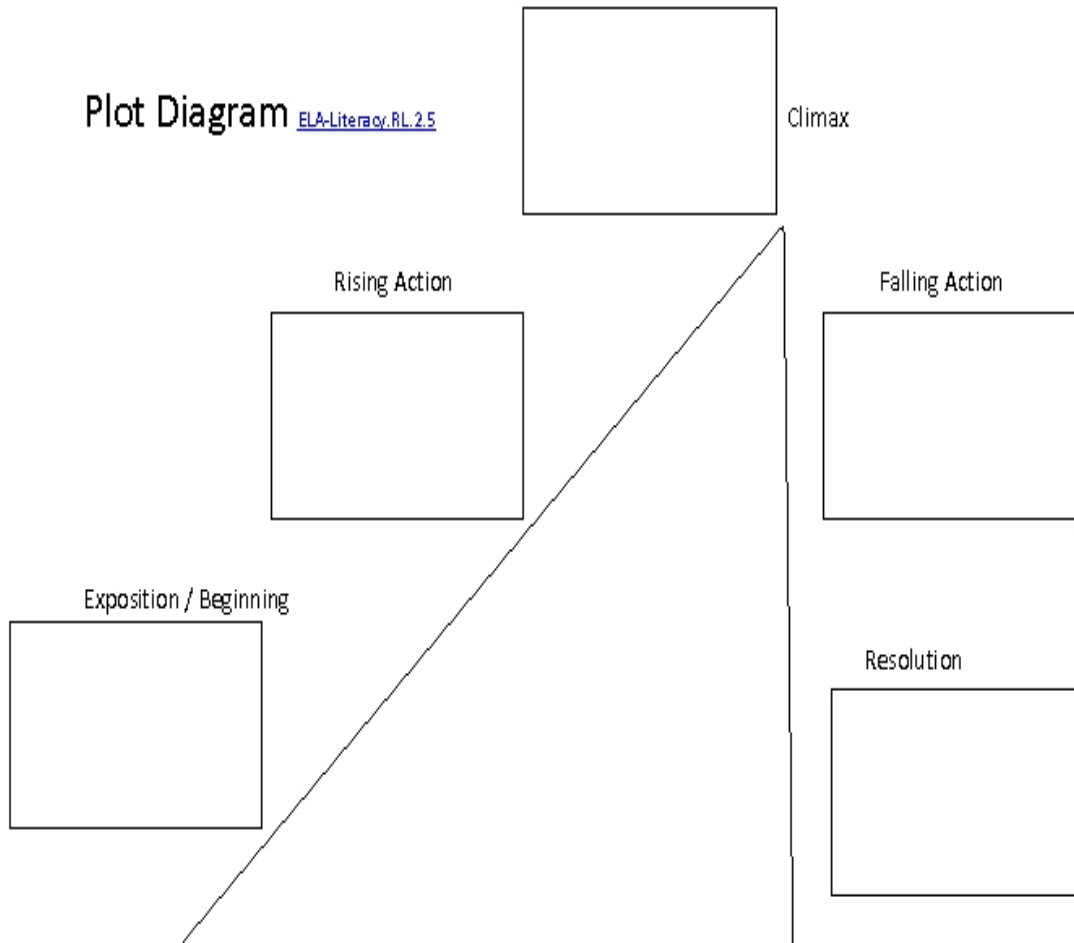 Plot Diagram ELA-Literacy.RL.2.5
Climax
Rising Action
Falling Action
Exposition / Beginning
Resolution